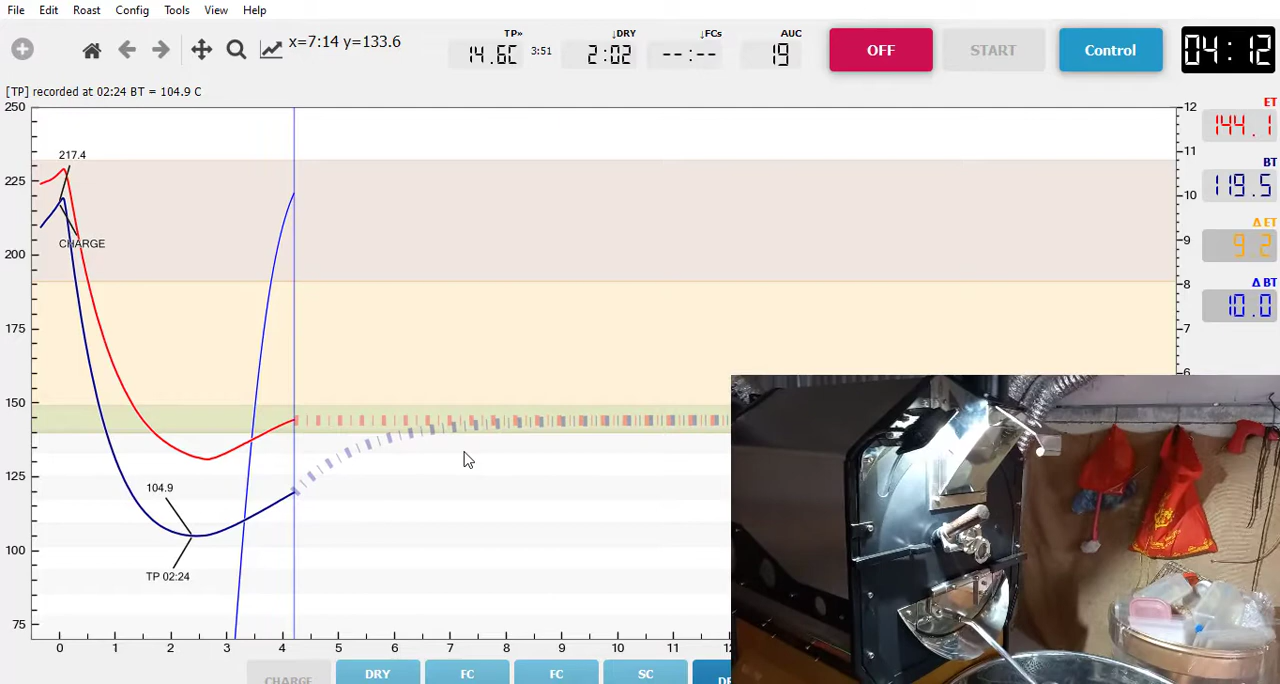 File Edit Roast Config Tools View Help
x=7:14 y=133.6
TP»
14.6C
3:51
↓DRY
2:02
↓FCs
--:--
AUC
19
OFF
START
Control
04:12
[TP] recorded at 02:24 BT = 104.9 C
250
225
200
175
150
125
100
75
217.4
CHARGE
104.9
TP 02:24
12
11
10
9
8
7
6
ET
144.1
BT
119.5
Δ ET
9.2
Δ BT
10.0
0 1 2 3 4 5 6 7 8 9 10 11
CHARGE
DRY
FC
FC
SC